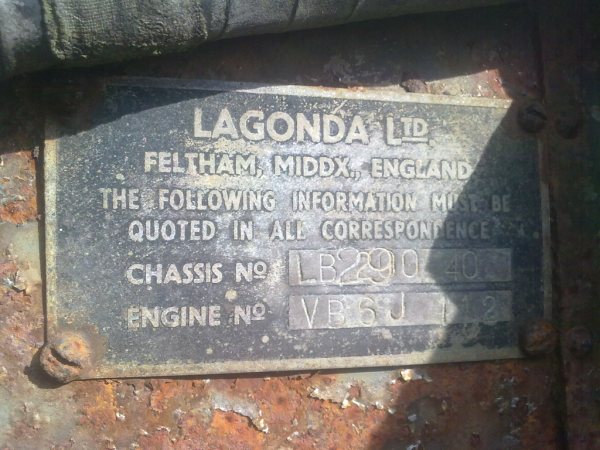 LAGONDA LTD.
FELTHAM, MIDDX., ENGLAND
THE FOLLOWING INFORMATION MUST BE
QUOTED IN ALL CORRESPONDENCE
CHASSIS No
ENGINE No VB6J